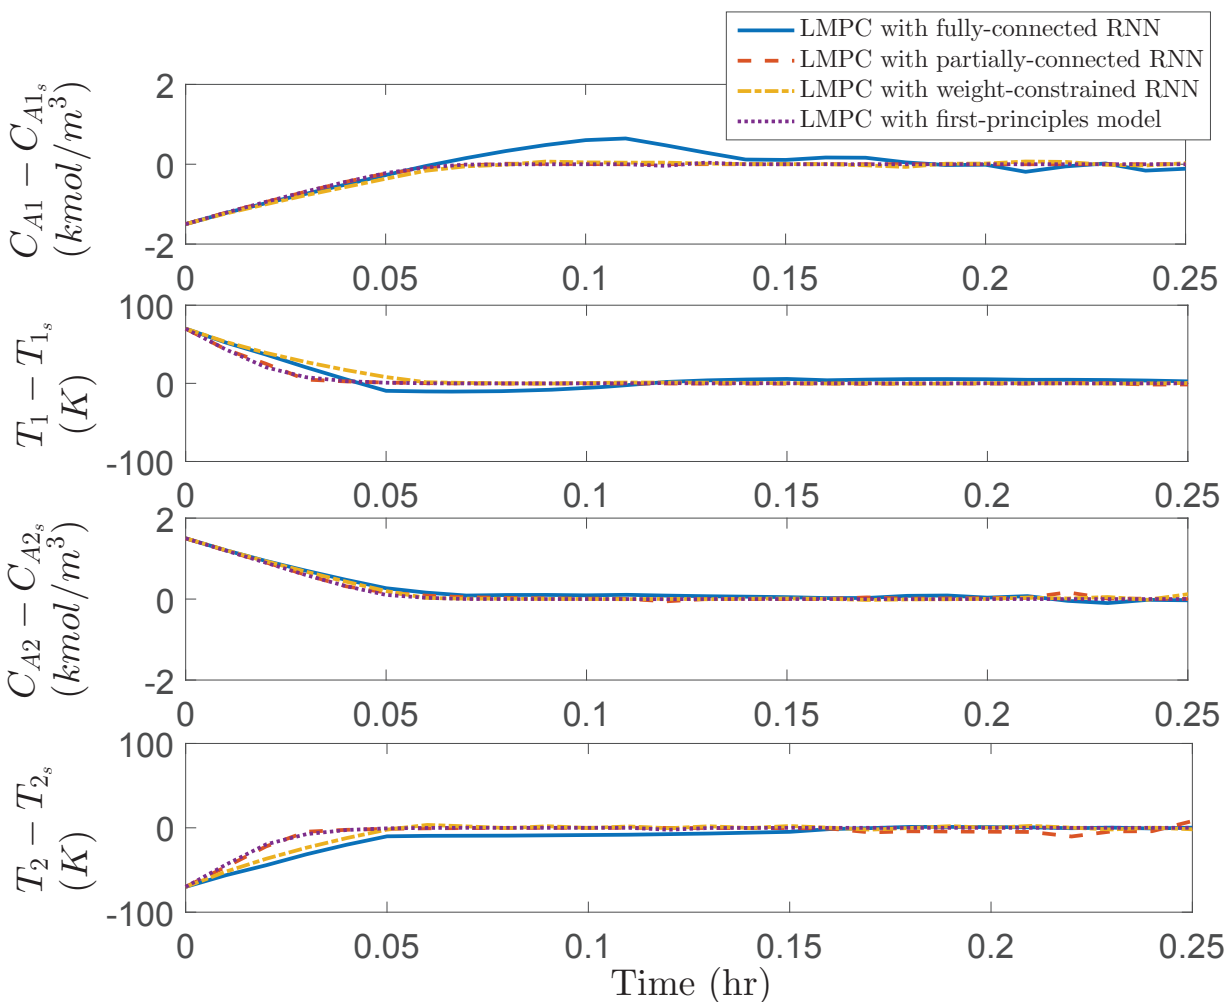 LMPC with fully-connected RNN
LMPC with partially-connected RNN
LMPC with weight-constrained RNN
LMPC with first-principles model
C_{A1} − C_{A1_s}
(kmol/m^3)
2
0
-2
0 0.05 0.1 0.15 0.2 0.25
T_1 − T_{1_s}
(K)
100
0
-100
0 0.05 0.1 0.15 0.2 0.25
C_{A2} − C_{A2_s}
(kmol/m^3)
2
0
-2
0 0.05 0.1 0.15 0.2 0.25
T_2 − T_{2_s}
(K)
100
0
-100
0 0.05 0.1 0.15 0.2 0.25
Time (hr)